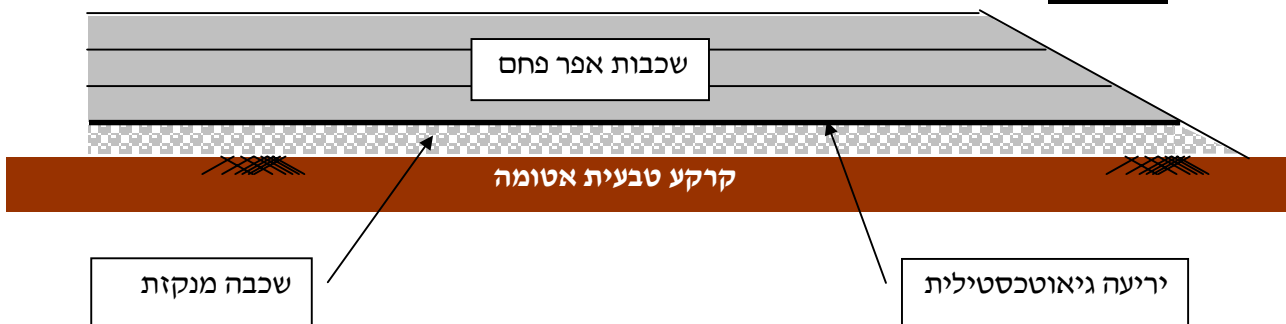 שכבות אפר פחם
קרקע טבעית אטומה
יריעה גיאוטכסטילית
שכבה מנקזת